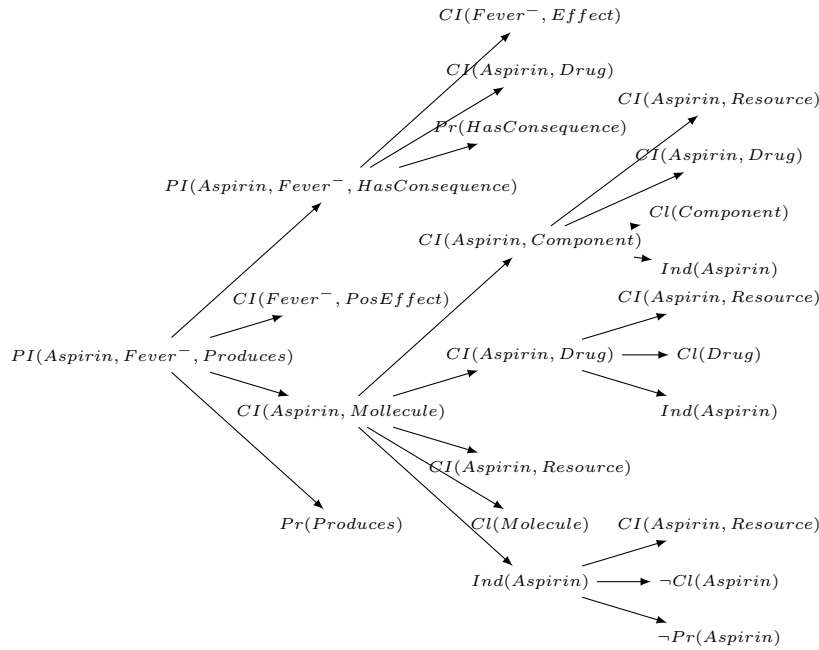 CI(Fever⁻, Effect)
CI(Aspirin, Drug)
CI(Aspirin, Resource)
Pr(HasConsequence)
CI(Aspirin, Drug)
PI(Aspirin, Fever⁻, HasConsequence)
Cl(Component)
CI(Aspirin, Component)
Ind(Aspirin)
CI(Fever⁻, PosEffect)
CI(Aspirin, Resource)
PI(Aspirin, Fever⁻, Produces)
CI(Aspirin, Drug)
Cl(Drug)
CI(Aspirin, Mollecule)
Ind(Aspirin)
CI(Aspirin, Resource)
Pr(Produces)
Cl(Molecule)
CI(Aspirin, Resource)
Ind(Aspirin)
¬Cl(Aspirin)
¬Pr(Aspirin)